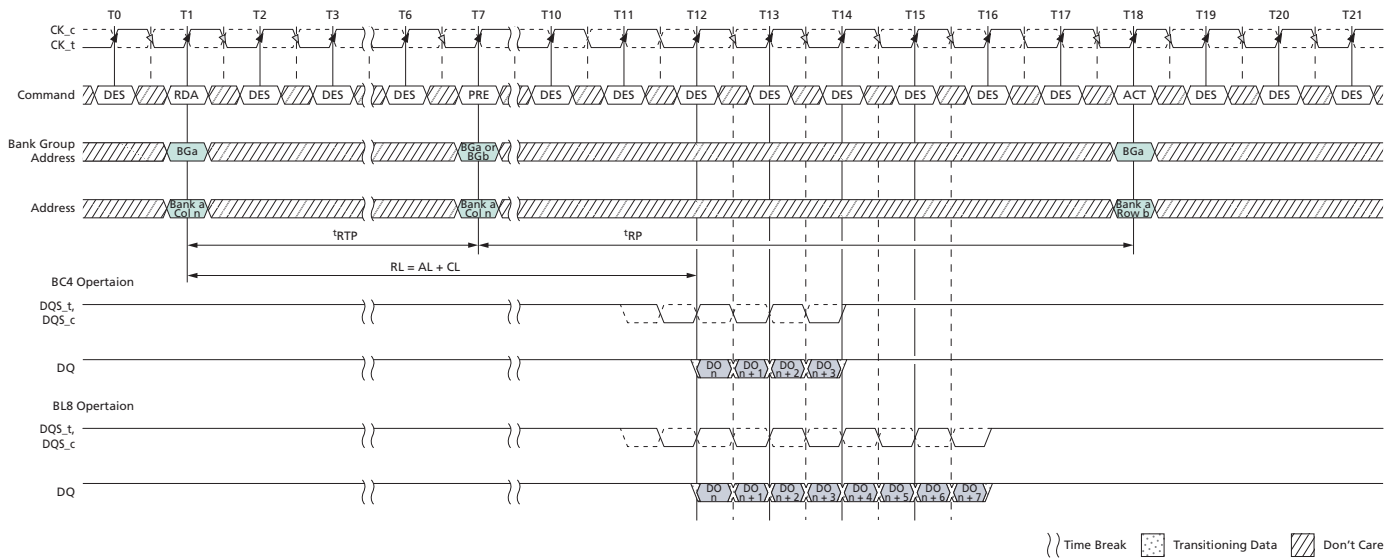 T0 T1 T2 T3 T6 T7 T10 T11 T12 T13 T14 T15 T16 T17 T18 T19 T20 T21
CK_c
CK_t
Command DES RDA DES DES DES PRE DES DES DES DES DES DES DES DES ACT DES DES DES
Bank Group
Address
BGa
BGa or
BGb
BGa
Address
Bank a
Col n
Bank a
Col n
Bank a
Row b
tRTP
tRP
RL = AL + CL
BC4 Opertaion
DQS_t,
DQS_c
DQ
DO
n
DO
n + 1
DO
n + 2
DO
n + 3
BL8 Opertaion
DQS_t,
DQS_c
DQ
DO
n
DO
n + 1
DO
n + 2
DO
n + 3
DO
n + 4
DO
n + 5
DO
n + 6
DO
n + 7
Time Break Transitioning Data Don't Care